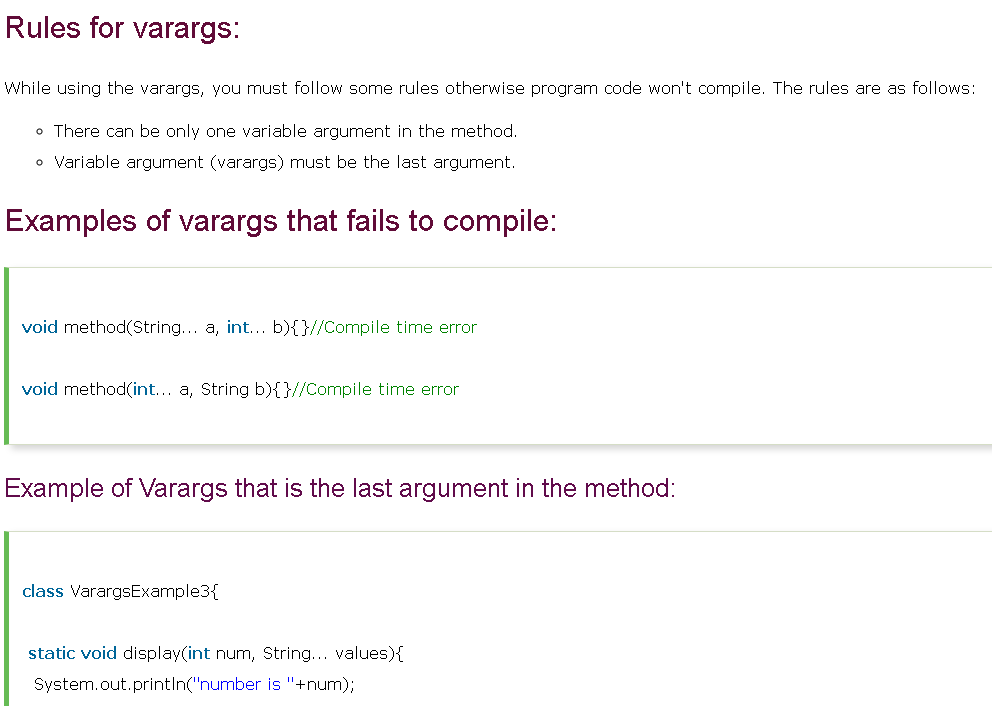 Rules for varargs:
While using the varargs, you must follow some rules otherwise program code won't compile. The rules are as follows:
There can be only one variable argument in the method.
Variable argument (varargs) must be the last argument.
Examples of varargs that fails to compile:
void method(String... a, int... b){}//Compile time error
void method(int... a, String b){}//Compile time error
Example of Varargs that is the last argument in the method:
class VarargsExample3{
static void display(int num, String... values){
System.out.println("number is "+num);